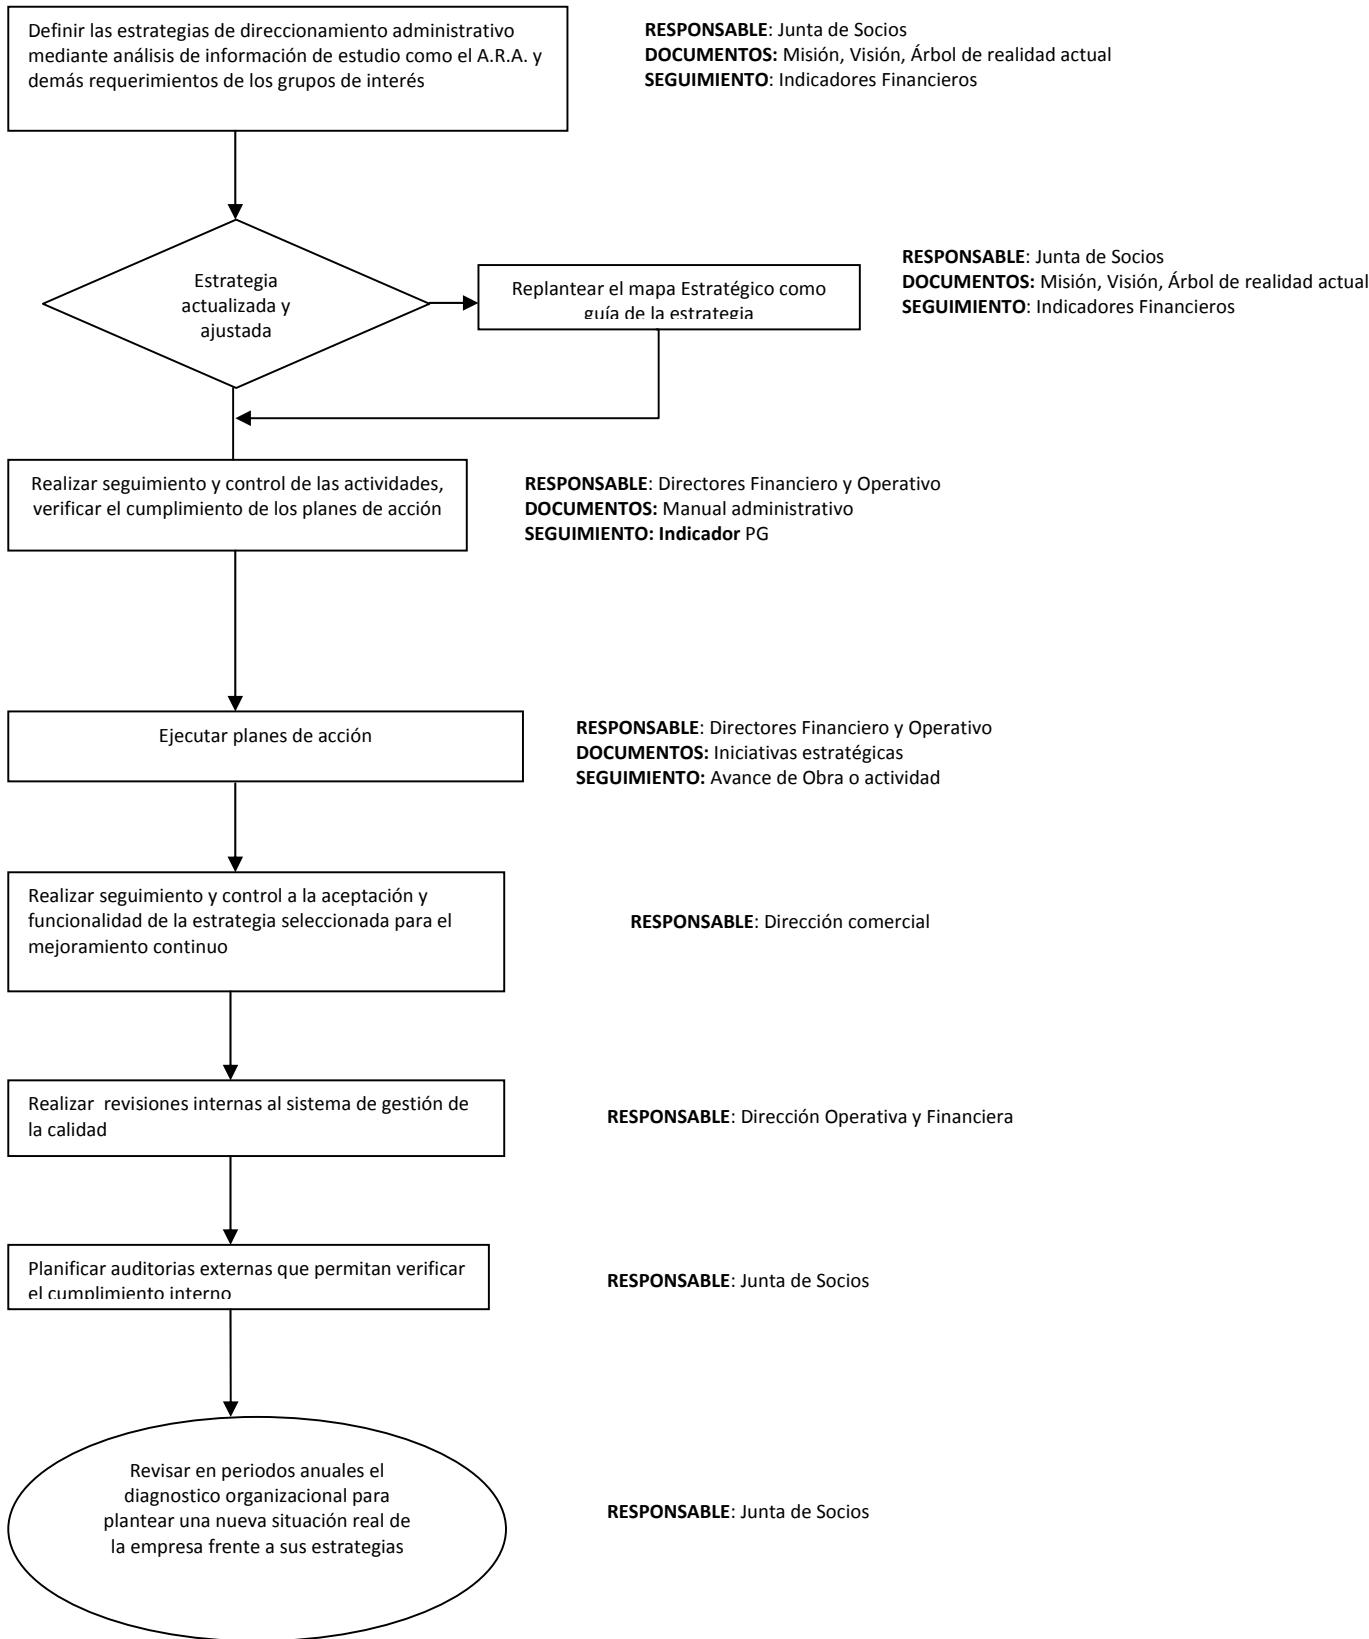 Definir las estrategias de direccionamiento administrativo
mediante análisis de información de estudio como el A.R.A. y
demás requerimientos de los grupos de interés
RESPONSABLE: Junta de Socios
DOCUMENTOS: Misión, Visión, Árbol de realidad actual
SEGUIMIENTO: Indicadores Financieros
Estrategia
actualizada y
ajustada
Replantear el mapa Estratégico como
guía de la estrategia
RESPONSABLE: Junta de Socios
DOCUMENTOS: Misión, Visión, Árbol de realidad actual
SEGUIMIENTO: Indicadores Financieros
Realizar seguimiento y control de las actividades,
verificar el cumplimiento de los planes de acción
RESPONSABLE: Directores Financiero y Operativo
DOCUMENTOS: Manual administrativo
SEGUIMIENTO: Indicador PG
Ejecutar planes de acción
RESPONSABLE: Directores Financiero y Operativo
DOCUMENTOS: Iniciativas estratégicas
SEGUIMIENTO: Avance de Obra o actividad
Realizar seguimiento y control a la aceptación y
funcionalidad de la estrategia seleccionada para el
mejoramiento continuo
RESPONSABLE: Dirección comercial
Realizar revisiones internas al sistema de gestión de
la calidad
RESPONSABLE: Dirección Operativa y Financiera
Planificar auditorias externas que permitan verificar
el cumplimiento interno
RESPONSABLE: Junta de Socios
Revisar en periodos anuales el
diagnostico organizacional para
plantear una nueva situación real de
la empresa frente a sus estrategias
RESPONSABLE: Junta de Socios